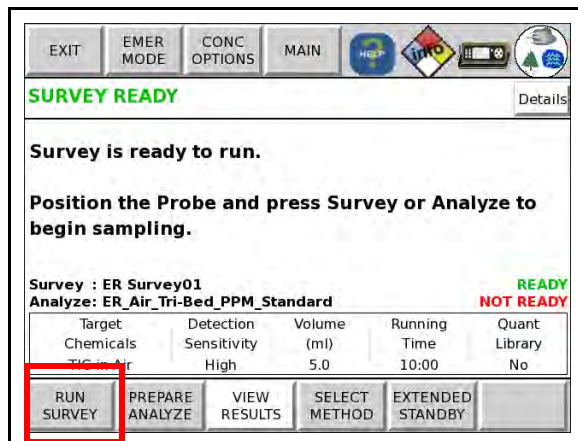 EXIT
EMER
MODE
CONC
OPTIONS
MAIN
HELP
info
SURVEY READY
Details
Survey is ready to run.
Position the Probe and press Survey or Analyze to
begin sampling.
Survey : ER Survey01 READY
Analyze: ER_Air_Tri-Bed_PPM_Standard NOT READY
Target Detection Volume Running Quant
Chemicals Sensitivity (ml) Time Library
TIC in Air High 5.0 10:00 No
RUN
SURVEY
PREPARE
ANALYZE
VIEW
RESULTS
SELECT
METHOD
EXTENDED
STANDBY